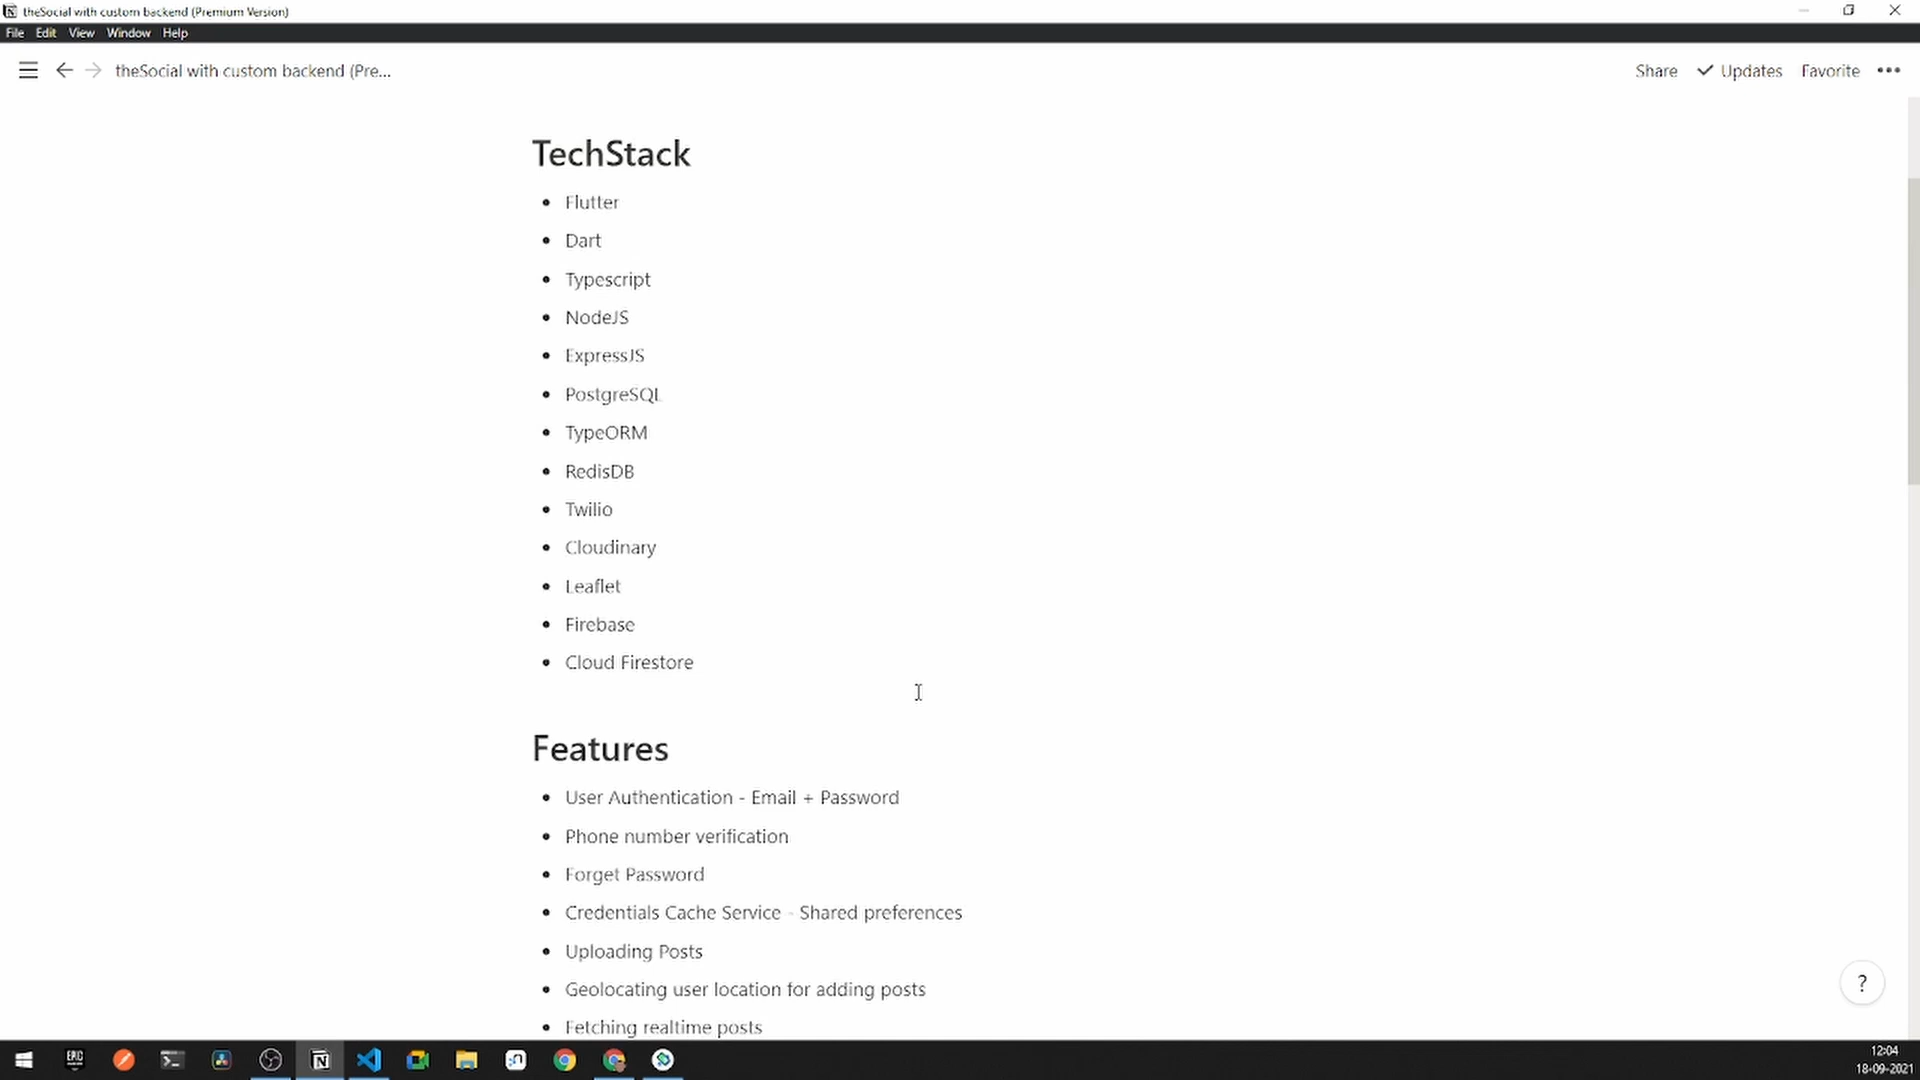 theSocial with custom backend (Premium Version)
File Edit View Window Help
theSocial with custom backend (Pre...
Share Updates Favorite
TechStack
Flutter
Dart
Typescript
NodeJS
ExpressJS
PostgreSQL
TypeORM
RedisDB
Twilio
Cloudinary
Leaflet
Firebase
Cloud Firestore
Features
User Authentication - Email + Password
Phone number verification
Forget Password
Credentials Cache Service - Shared preferences
Uploading Posts
Geolocating user location for adding posts
Fetching realtime posts
?
EPIC
12:04
18-09-2021